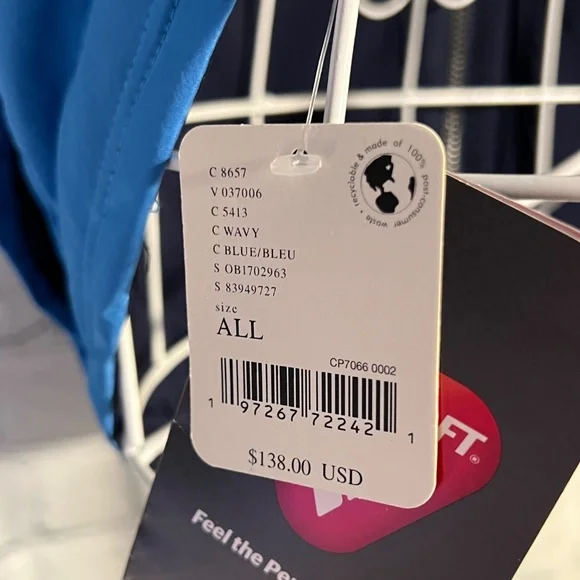 C 8657
V 037006
C 5413
C WAVY
C BLUE/BLEU
S OB1702963
S 83949727
size
ALL
recyclable & made of 100% post-consumer waste
CP7066 0002
1 97267 72242 1
$138.00 USD
FT®
Feel the